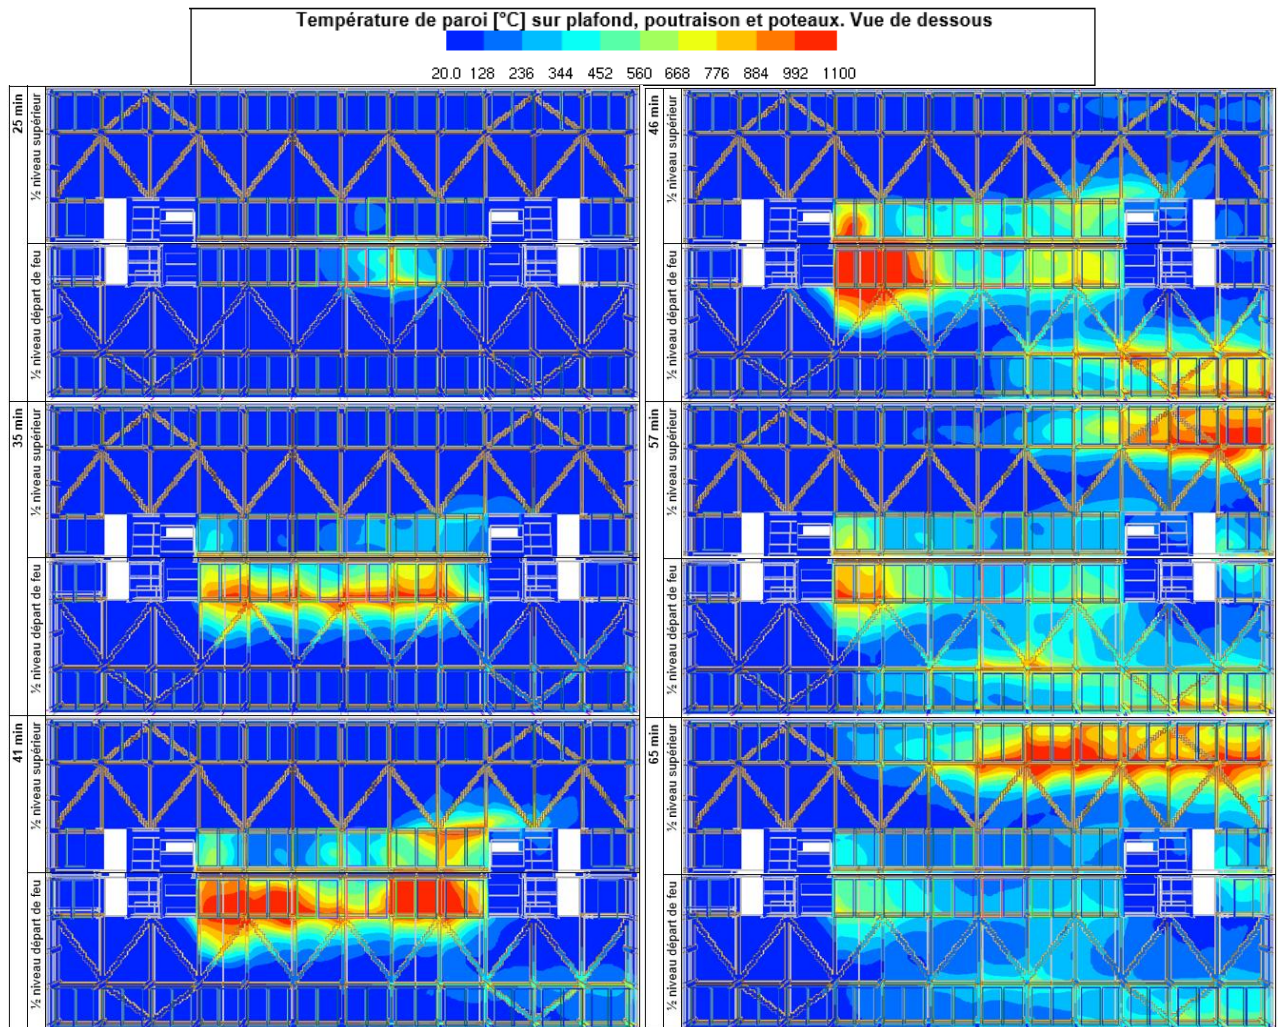 Température de paroi [°C] sur plafond, poutraison et poteaux. Vue de dessous
20.0 128 236 344 452 560 668 776 884 992 1100
25 min
½ niveau supérieur
½ niveau départ de feu
35 min
½ niveau supérieur
½ niveau départ de feu
41 min
½ niveau supérieur
½ niveau départ de feu
46 min
½ niveau supérieur
½ niveau départ de feu
57 min
½ niveau supérieur
½ niveau départ de feu
65 min
½ niveau supérieur
½ niveau départ de feu